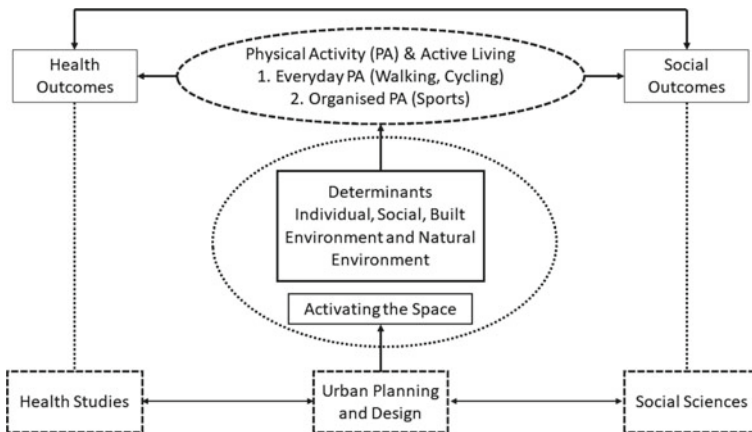 Health
Outcomes
Physical Activity (PA) & Active Living
1. Everyday PA (Walking, Cycling)
2. Organised PA (Sports)
Social
Outcomes
Determinants
Individual, Social, Built
Environment and Natural
Environment
Activating the Space
Health Studies
Urban Planning
and Design
Social Sciences